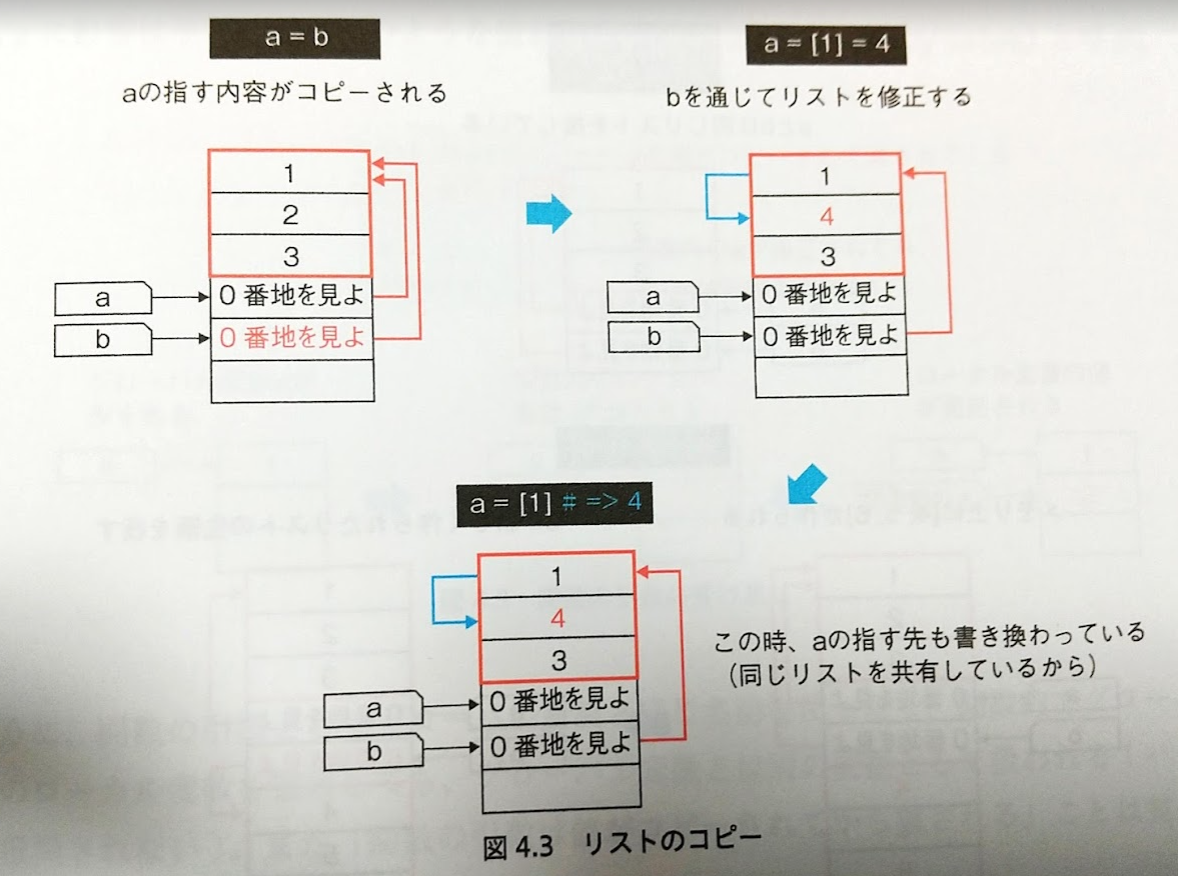 a = b
aの指す内容がコピーされる
1
2
3
a
0 番地を見よ
b
0 番地を見よ
a = [1] = 4
bを通じてリストを修正する
1
4
3
a
0 番地を見よ
b
0 番地を見よ
a = [1] # => 4
1
4
3
a
0 番地を見よ
b
0 番地を見よ
この時、aの指す先も書き換わっている
（同じリストを共有しているから）
図 4.3　リストのコピー